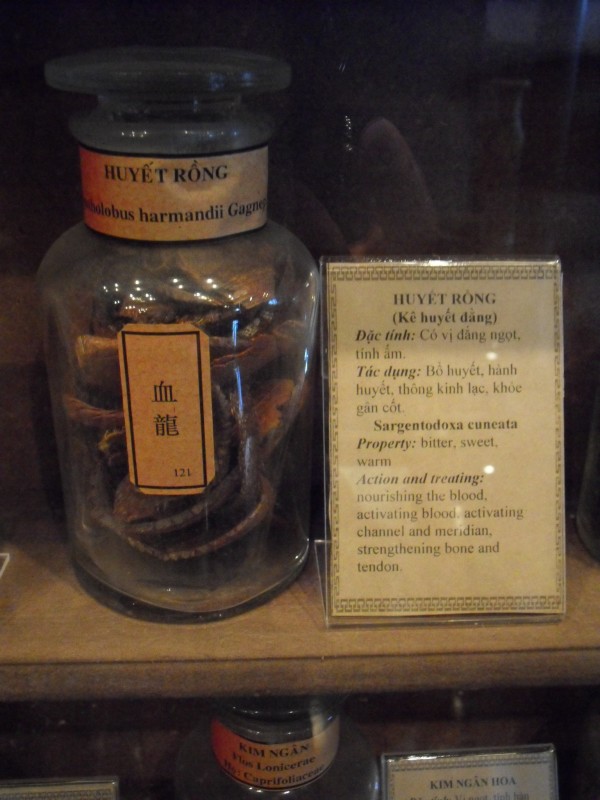 HUYẾT RỒNG
holobus harmandii Gagnep
血
龍
121
HUYẾT RỒNG
(Kê huyết đằng)
Đặc tính: Có vị đắng ngọt,
tính ấm.
Tác dụng: Bổ huyết, hành
huyết, thông kinh lạc, khỏe
gân cốt.
Sargentodoxa cuneata
Property: bitter, sweet,
warm
Action and treating:
nourishing the blood,
activating blood, activating
channel and meridian,
strengthening bone and
tendon.
KIM NGÂN
Flos Lonicerae
Họ: Caprifoliaceae
KIM NGÂN HOA